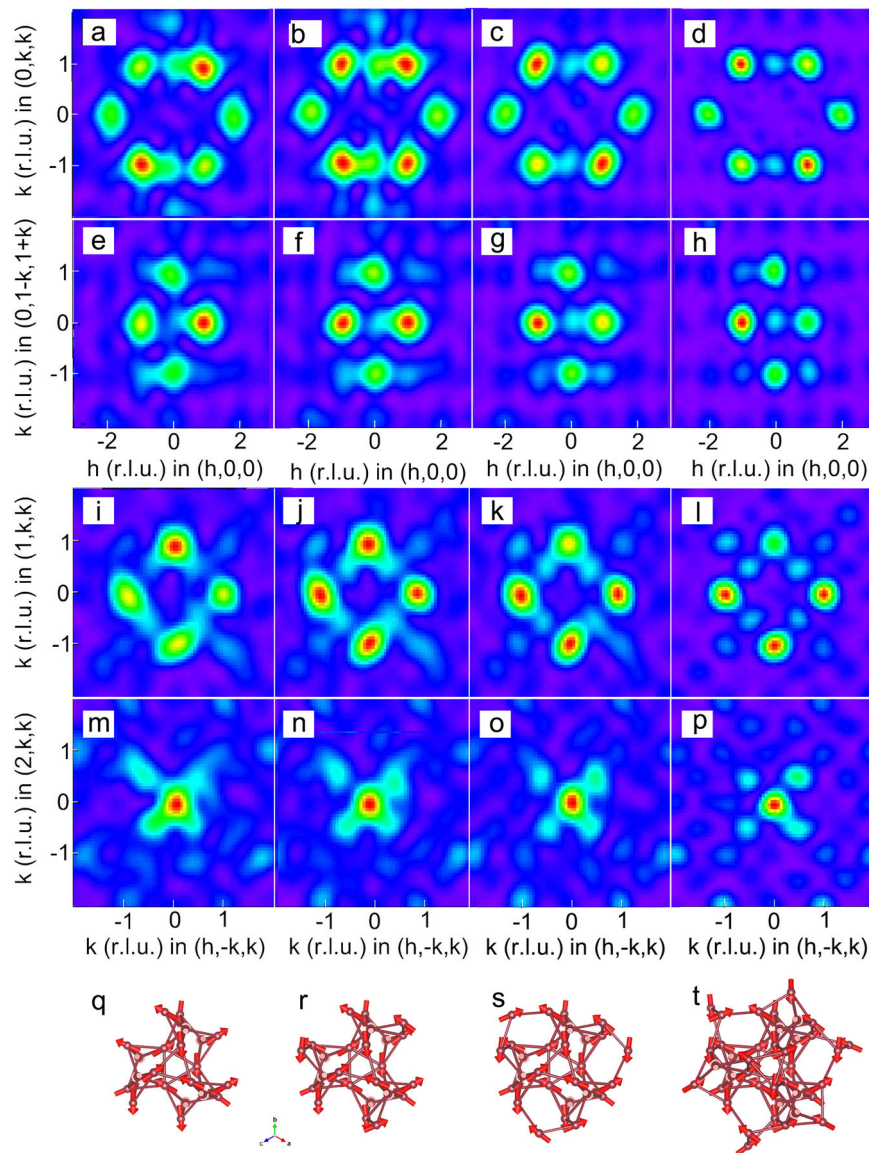 a b c d
k (r.l.u.) in (0,k,k)
1
0
-1
e f g h
k (r.l.u.) in (0,1-k,1+k)
1
0
-1
-2 0 2 -2 0 2 -2 0 2 -2 0 2
h (r.l.u.) in (h,0,0) h (r.l.u.) in (h,0,0) h (r.l.u.) in (h,0,0) h (r.l.u.) in (h,0,0)
i j k l
k (r.l.u.) in (1,k,k)
1
0
-1
m n o p
k (r.l.u.) in (2,k,k)
1
0
-1
-1 0 1 -1 0 1 -1 0 1 -1 0 1
k (r.l.u.) in (h,-k,k) k (r.l.u.) in (h,-k,k) k (r.l.u.) in (h,-k,k) k (r.l.u.) in (h,-k,k)
q r s t
b
c a